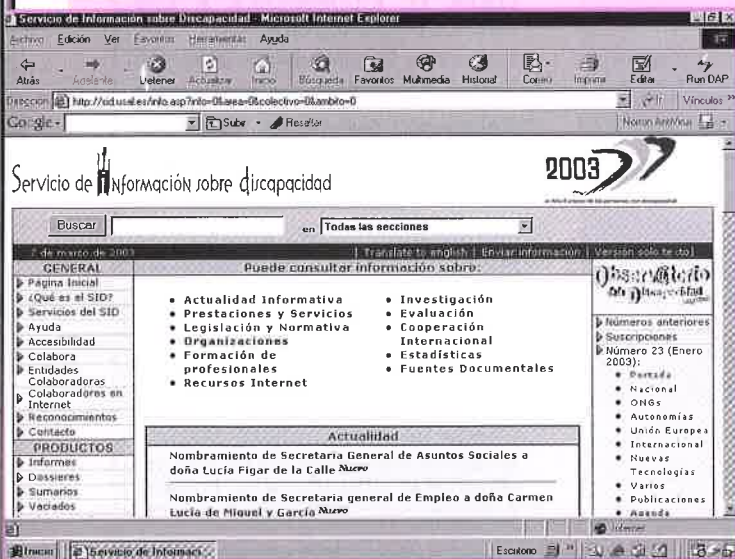 Servicio de Información sobre Discapacidad - Microsoft Internet Explorer
Archivo Edición Ver Favoritos Herramientas Ayuda
Atrás Adelante Detener Actualizar Inicio Búsqueda Favoritos Multimedia Historial Correo Imprimir Editar Run DAP
Dirección http://sid.usal.es/info.asp?info=0&area=0&colectivo=0&ambito=0 Ir Vínculos »
Google - Subir - Resaltar Norton AntiVirus
Servicio de iNformacióN sobre discapacidad
2003
Buscar en Todas las secciones
7 de marzo de 2003 | Translate to english | Enviar información | Versión solo texto|
GENERAL
Página Inicial
¿Qué es el SID?
Servicios del SID
Ayuda
Accesibilidad
Colabora
Entidades
Colaboradoras
Colaboradores en
Internet
Reconocimientos
Contacto
PRODUCTOS
Informes
Dossieres
Sumarios
Vaciados
Puede consultar información sobre:
• Actualidad Informativa
• Prestaciones y Servicios
• Legislación y Normativa
• Organizaciones
• Formación de
profesionales
• Recursos Internet
• Investigación
• Evaluación
• Cooperación
Internacional
• Estadísticas
• Fuentes Documentales
Actualidad
Nombramiento de Secretaria General de Asuntos Sociales a
doña Lucía Figar de la Calle Nuevo
Nombramiento de Secretaria general de Empleo a doña Carmen
Lucia de Miguel y García Nuevo
Observatorio
de la Discapacidad
Números anteriores
Suscripciones
Número 23 (Enero
2003):
• Portada
• Nacional
• ONGs
• Autonomías
• Unión Europea
• Internacional
• Nuevas
Tecnologías
• Varios
• Publicaciones
• Agenda
Internet
Inicio Servicio de Informaci... Escritorio »